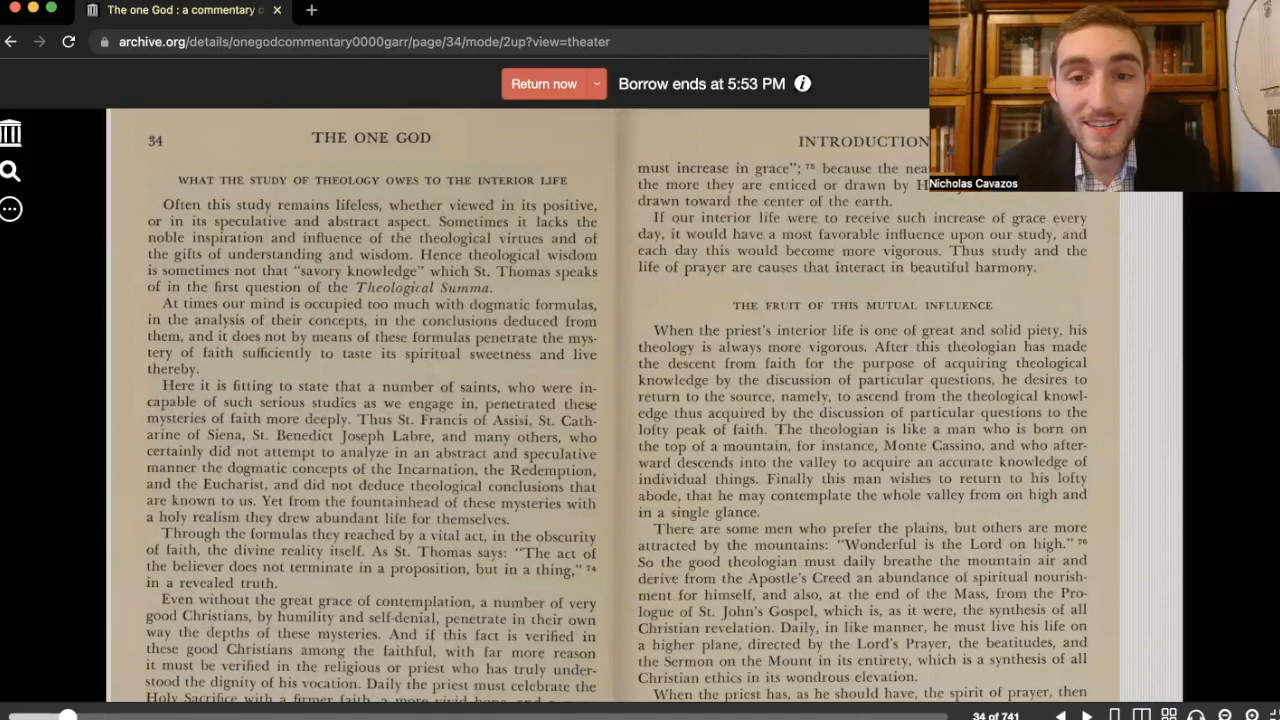 The one God : a commentary o
archive.org/details/onegodcommentary0000garr/page/34/mode/2up?view=theater
Return now
Borrow ends at 5:53 PM
Nicholas Cavazos
34
THE ONE GOD
WHAT THE STUDY OF THEOLOGY OWES TO THE INTERIOR LIFE
Often this study remains lifeless, whether viewed in its positive,
or in its speculative and abstract aspect. Sometimes it lacks the
noble inspiration and influence of the theological virtues and of
the gifts of understanding and wisdom. Hence theological wisdom
is sometimes not that "savory knowledge" which St. Thomas speaks
of in the first question of the Theological Summa.
At times our mind is occupied too much with dogmatic formulas,
in the analysis of their concepts, in the conclusions deduced from
them, and it does not by means of these formulas penetrate the mys-
tery of faith sufficiently to taste its spiritual sweetness and live
thereby.
Here it is fitting to state that a number of saints, who were in-
capable of such serious studies as we engage in, penetrated these
mysteries of faith more deeply. Thus St. Francis of Assisi, St. Cath-
arine of Siena, St. Benedict Joseph Labre, and many others, who
certainly did not attempt to analyze in an abstract and speculative
manner the dogmatic concepts of the Incarnation, the Redemption,
and the Eucharist, and did not deduce theological conclusions that
are known to us. Yet from the fountainhead of these mysteries with
a holy realism they drew abundant life for themselves.
Through the formulas they reached by a vital act, in the obscurity
of faith, the divine reality itself. As St. Thomas says: "The act of
the believer does not terminate in a proposition, but in a thing," 74
in a revealed truth.
Even without the great grace of contemplation, a number of very
good Christians, by humility and self-denial, penetrate in their own
way the depths of these mysteries. And if this fact is verified in
these good Christians among the faithful, with far more reason
it must be verified in the religious or priest who has truly under-
stood the dignity of his vocation. Daily the priest must celebrate the
Holy Sacrifice with a firmer faith, a more vivid hope, and a more
INTRODUCTION
must increase in grace"; 75 because the nea
the more they are enticed or drawn by H
drawn toward the center of the earth.
If our interior life were to receive such increase of grace every
day, it would have a most favorable influence upon our study, and
each day this would become more vigorous. Thus study and the
life of prayer are causes that interact in beautiful harmony.
THE FRUIT OF THIS MUTUAL INFLUENCE
When the priest's interior life is one of great and solid piety, his
theology is always more vigorous. After this theologian has made
the descent from faith for the purpose of acquiring theological
knowledge by the discussion of particular questions, he desires to
return to the source, namely, to ascend from the theological knowl-
edge thus acquired by the discussion of particular questions to the
lofty peak of faith. The theologian is like a man who is born on
the top of a mountain, for instance, Monte Cassino, and who after-
ward descends into the valley to acquire an accurate knowledge of
individual things. Finally this man wishes to return to his lofty
abode, that he may contemplate the whole valley from on high and
in a single glance.
There are some men who prefer the plains, but others are more
attracted by the mountains: "Wonderful is the Lord on high." 76
So the good theologian must daily breathe the mountain air and
derive from the Apostle's Creed an abundance of spiritual nourish-
ment for himself, and also, at the end of the Mass, from the Pro-
logue of St. John's Gospel, which is, as it were, the synthesis of all
Christian revelation. Daily, in like manner, he must live his life on
a higher plane, directed by the Lord's Prayer, the beatitudes, and
the Sermon on the Mount in its entirety, which is a synthesis of all
Christian ethics in its wondrous elevation.
When the priest has, as he should have, the spirit of prayer, then
34 of 741